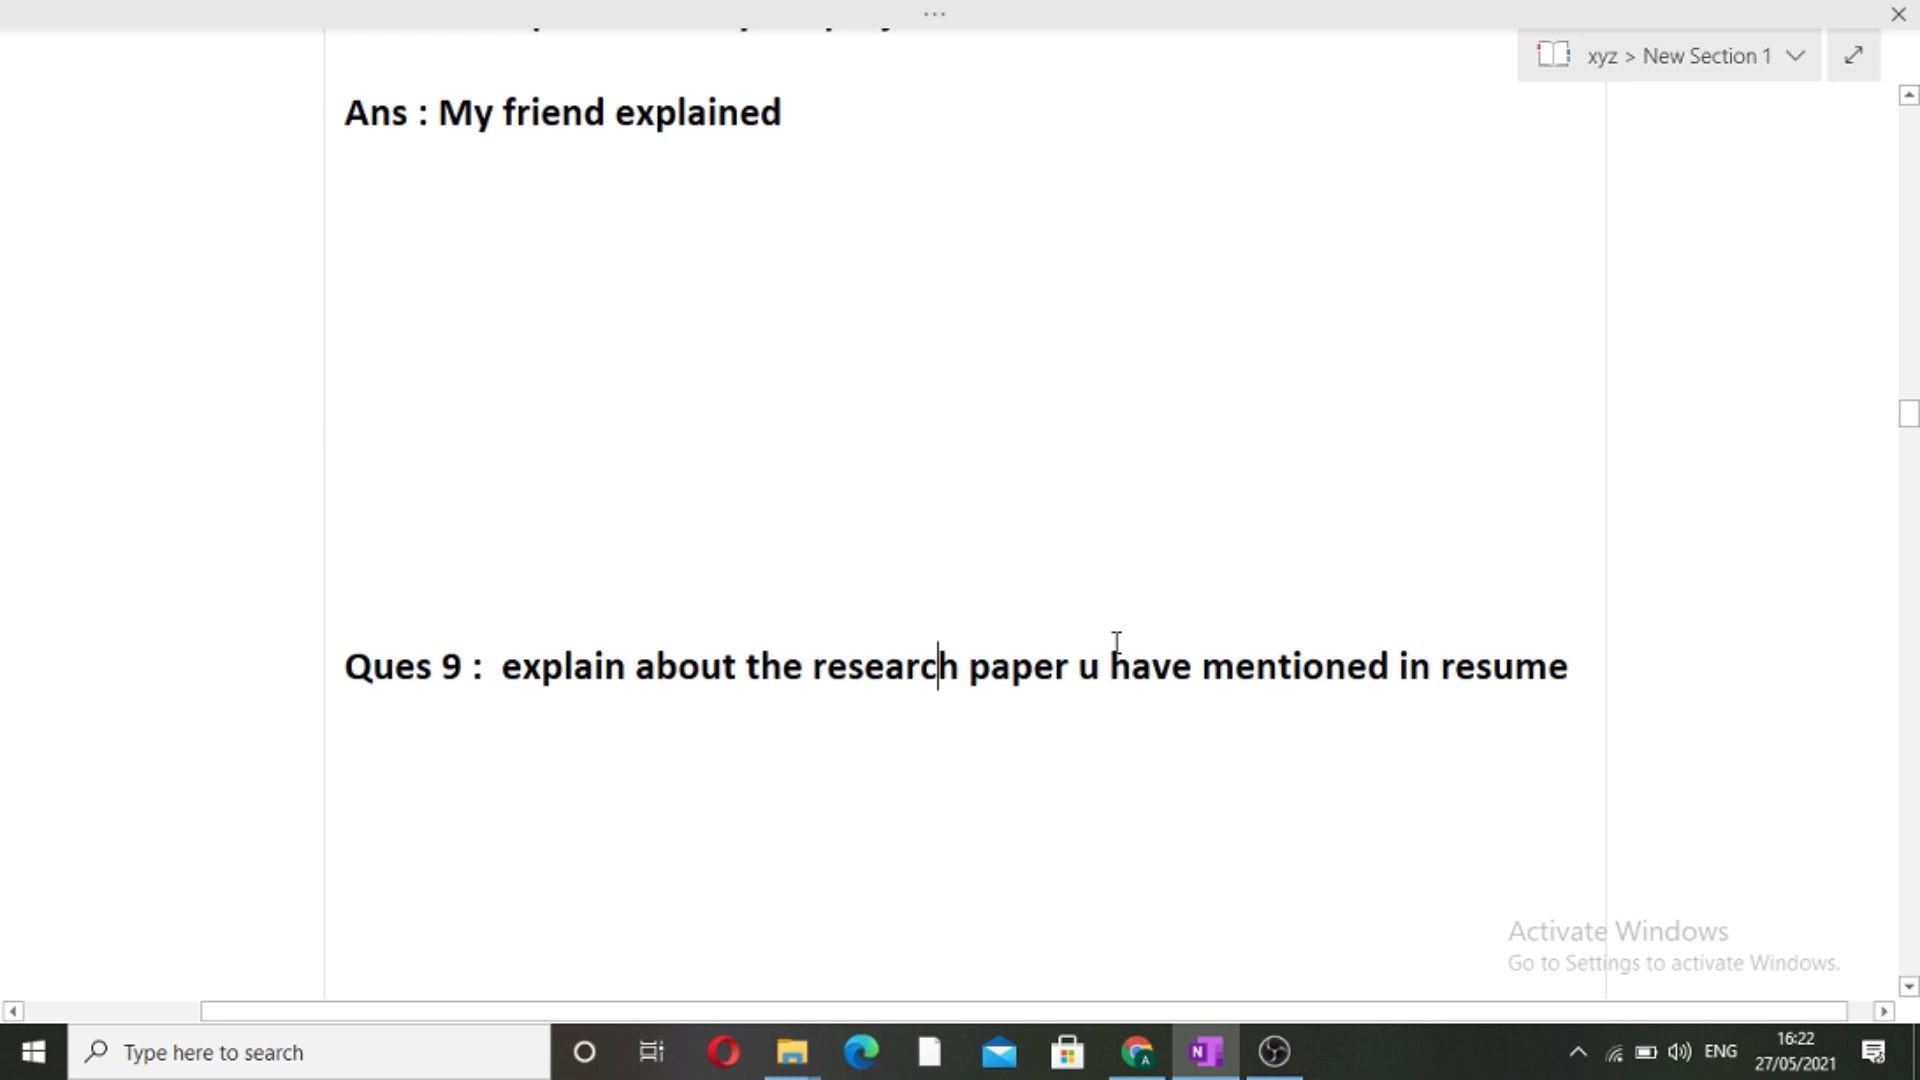 xyz > New Section 1
Ans : My friend explained
Ques 9 : explain about the research paper u have mentioned in resume
Activate Windows
Go to Settings to activate Windows.
Type here to search
ENG
16:22
27/05/2021